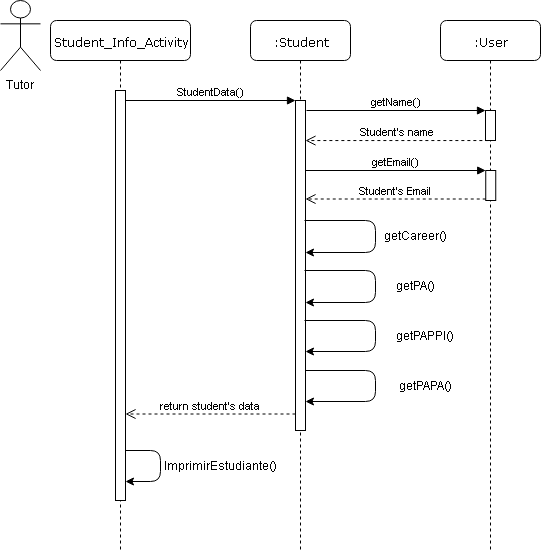 Student_Info_Activity
:Student
:User
Tutor
StudentData()
getName()
Student's name
getEmail()
Student's Email
getCareer()
getPA()
getPAPPI()
getPAPA()
return student's data
ImprimirEstudiante()